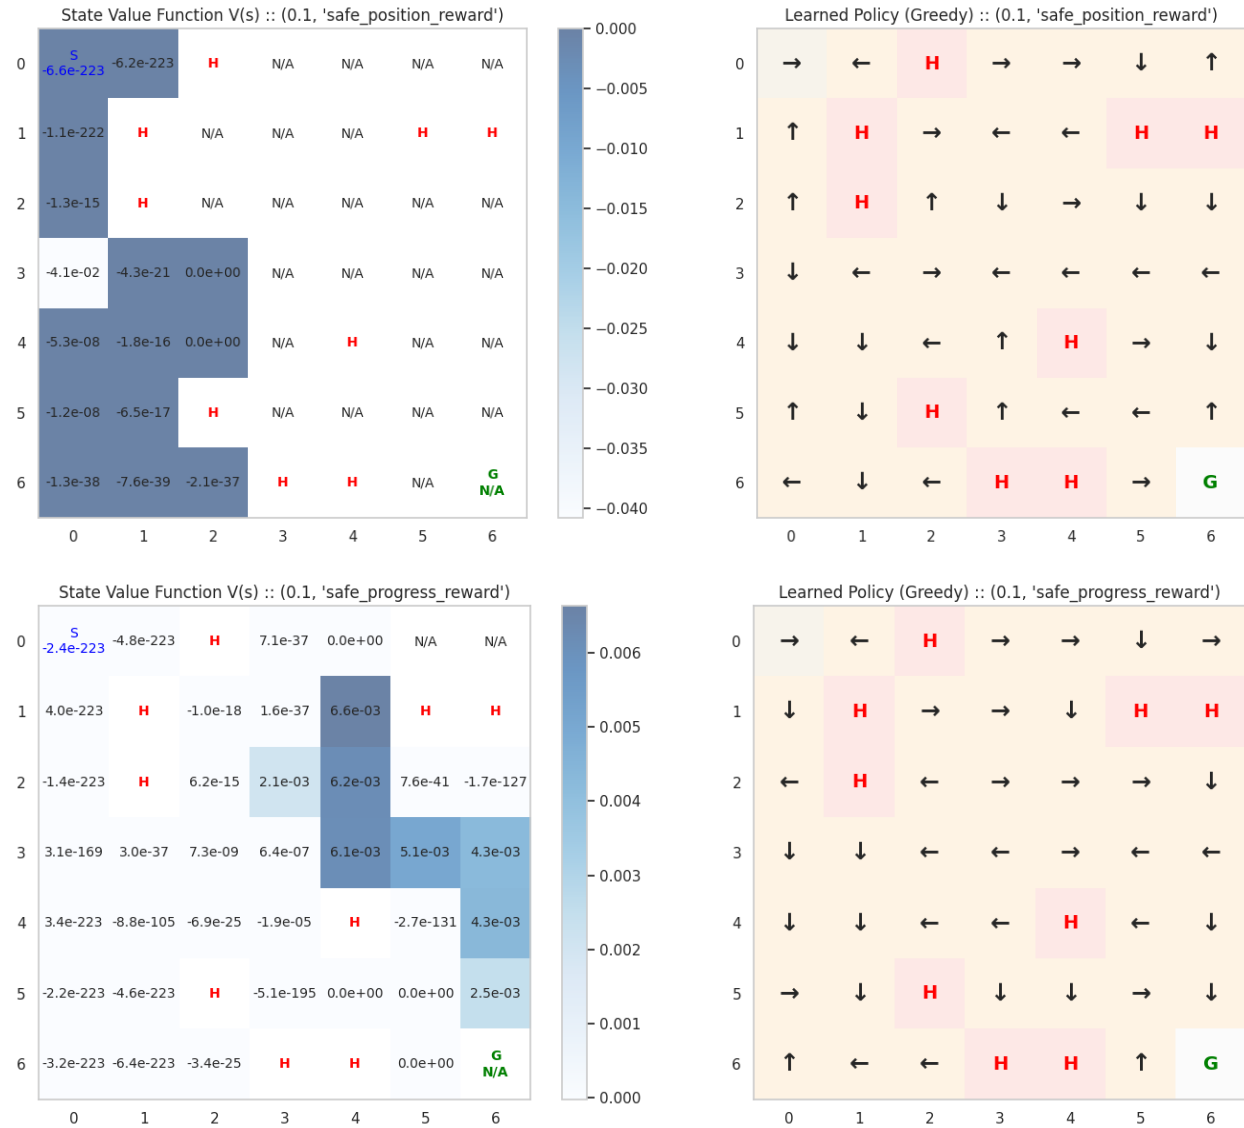 State Value Function V(s) :: (0.1, 'safe_position_reward')
0 S -6.6e-223 -6.2e-223 H N/A N/A N/A N/A
1 -1.1e-222 H N/A N/A N/A H H
2 -1.3e-15 H N/A N/A N/A N/A N/A
3 -4.1e-02 -4.3e-21 0.0e+00 N/A N/A N/A N/A
4 -5.3e-08 -1.8e-16 0.0e+00 N/A H N/A N/A
5 -1.2e-08 -6.5e-17 H N/A N/A N/A N/A
6 -1.3e-38 -7.6e-39 -2.1e-37 H H N/A G N/A
0 1 2 3 4 5 6
0.000
−0.005
−0.010
−0.015
−0.020
−0.025
−0.030
−0.035
−0.040
Learned Policy (Greedy) :: (0.1, 'safe_position_reward')
0 → ← H → → ↓ ↑
1 ↑ H → ← ← H H
2 ↑ H ↑ ↓ → ↓ ↓
3 ↓ ← → ← ← ← ←
4 ↓ ↓ ← ↑ H → ↓
5 ↑ ↓ H ↑ ← ← ↑
6 ← ↓ ← H H → G
0 1 2 3 4 5 6
State Value Function V(s) :: (0.1, 'safe_progress_reward')
0 S -2.4e-223 -4.8e-223 H 7.1e-37 0.0e+00 N/A N/A
1 4.0e-223 H -1.0e-18 1.6e-37 6.6e-03 H H
2 -1.4e-223 H 6.2e-15 2.1e-03 6.2e-03 7.6e-41 -1.7e-127
3 3.1e-169 3.0e-37 7.3e-09 6.4e-07 6.1e-03 5.1e-03 4.3e-03
4 3.4e-223 -8.8e-105 -6.9e-25 -1.9e-05 H -2.7e-131 4.3e-03
5 -2.2e-223 -4.6e-223 H -5.1e-195 0.0e+00 0.0e+00 2.5e-03
6 -3.2e-223 -6.4e-223 -3.4e-25 H H 0.0e+00 G N/A
0 1 2 3 4 5 6
0.006
0.005
0.004
0.003
0.002
0.001
0.000
Learned Policy (Greedy) :: (0.1, 'safe_progress_reward')
0 → ← H → → ↓ →
1 ↓ H → → ↓ H H
2 ← H ← → → → ↓
3 ↓ ↓ ← ← → ← ←
4 ↓ ↓ ← ← H ← ↓
5 → ↓ H ↓ ↓ → ↓
6 ↑ ← ← H H ↑ G
0 1 2 3 4 5 6